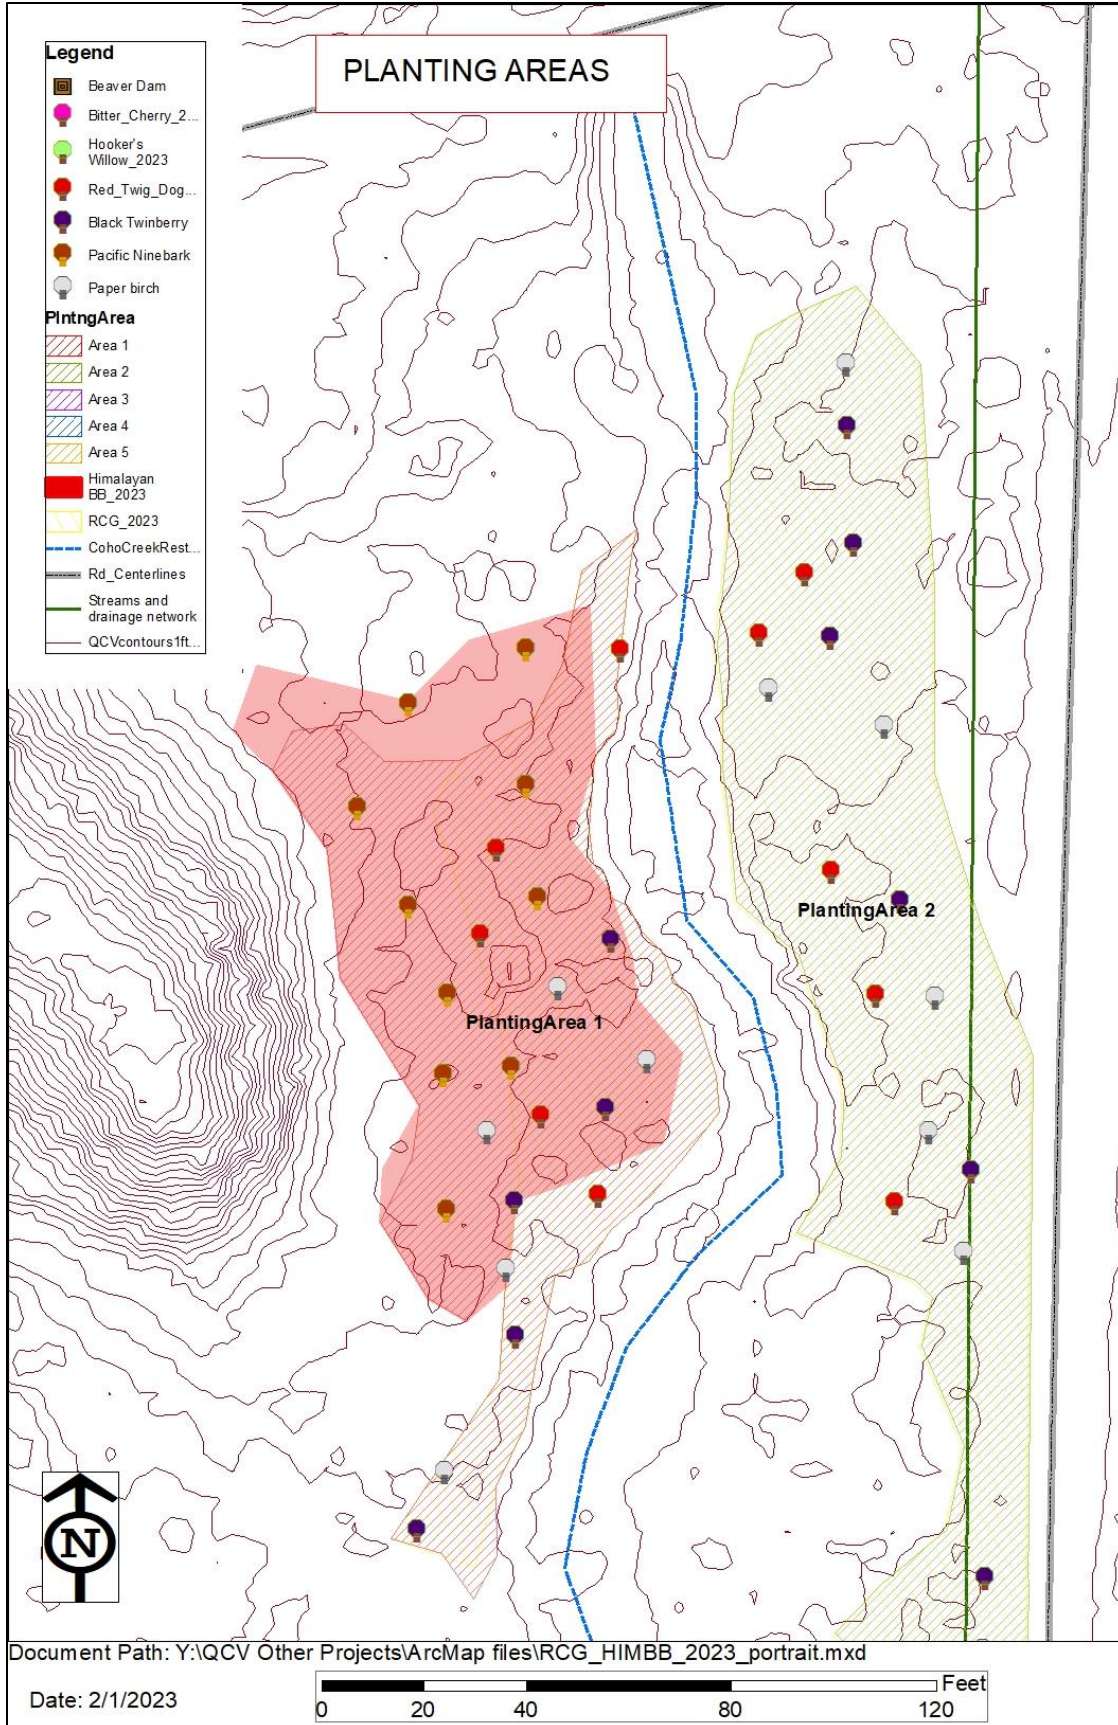 PLANTING AREAS
Legend
Beaver Dam
Bitter_Cherry_2...
Hooker's
Willow_2023
Red_Twig_Dog...
Black Twinberry
Pacific Ninebark
Paper birch
PlntngArea
Area 1
Area 2
Area 3
Area 4
Area 5
Himalayan
BB_2023
RCG_2023
CohoCreekRest...
Rd_Centerlines
Streams and
drainage network
QCVcontours1ft...
PlantingArea 2
PlantingArea 1
N
Document Path: Y:\QCV Other Projects\ArcMap files\RCG_HIMBB_2023_portrait.mxd
Date: 2/1/2023
Feet
0 20 40 80 120